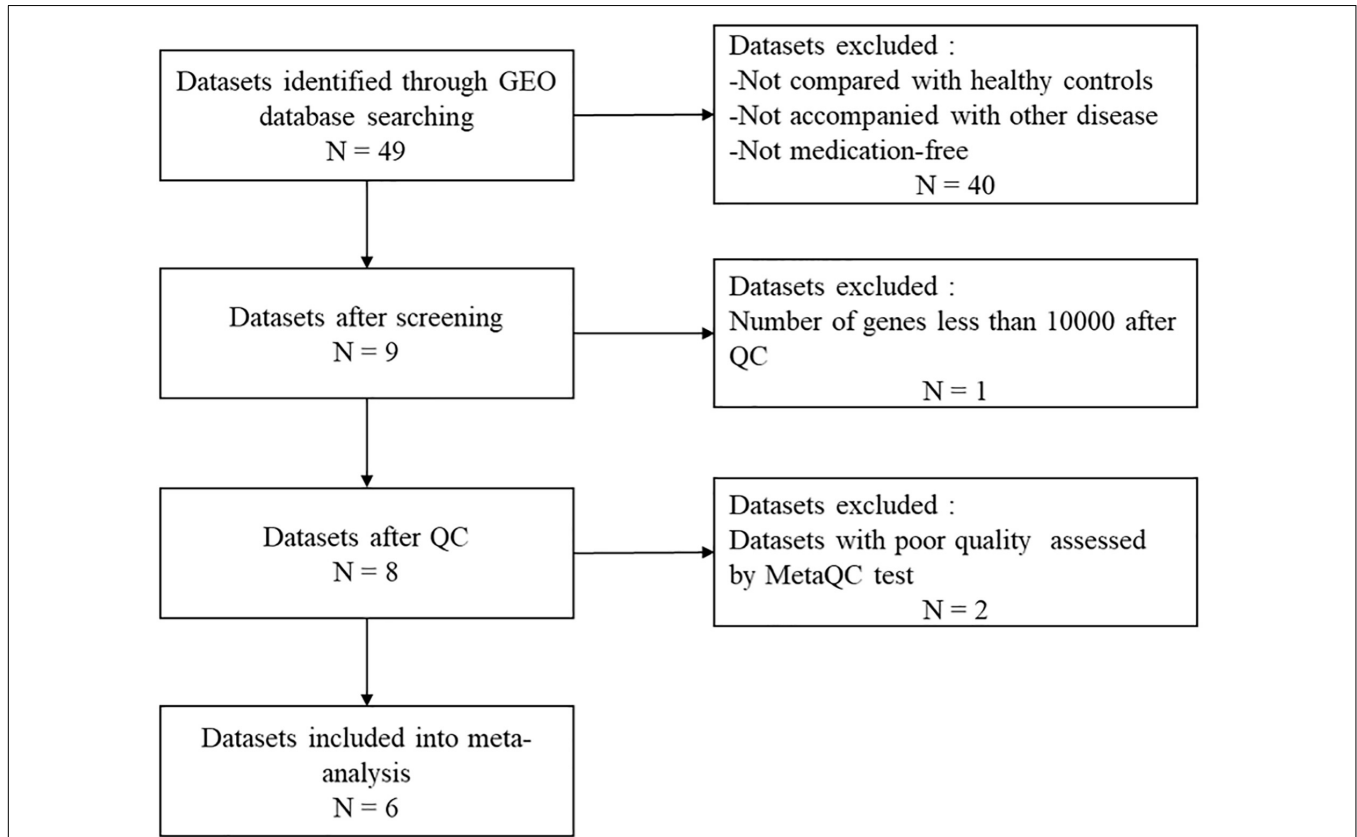 Datasets identified through GEO
database searching
N = 49
Datasets excluded :
-Not compared with healthy controls
-Not accompanied with other disease
-Not medication-free
N = 40
Datasets after screening
N = 9
Datasets excluded :
Number of genes less than 10000 after
QC
N = 1
Datasets after QC
N = 8
Datasets excluded :
Datasets with poor quality assessed
by MetaQC test
N = 2
Datasets included into meta-
analysis
N = 6